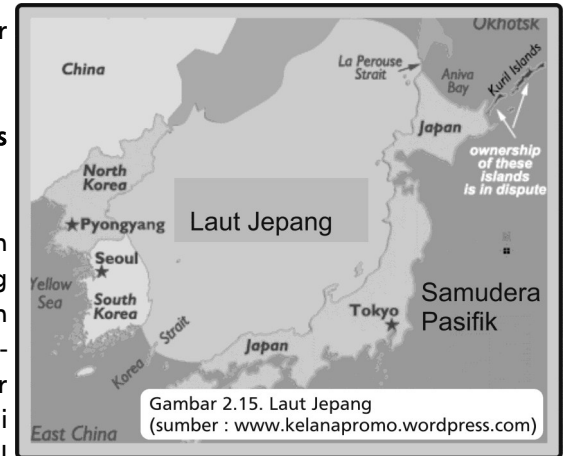 r
Okhotsk
China
La Perouse
Strait
Aniva
Bay
Kuril Islands
Japan
s
ownership
of these
islands
is in dispute
North
Korea
Pyongyang
Laut Jepang
n
Seoul
g
Yellow
Sea
South
Korea
n
Samudera
Pasifik
Tokyo
Korea Strait
Japan
-
r
Gambar 2.15. Laut Jepang
(sumber : www.kelanapromo.wordpress.com)
i
East China